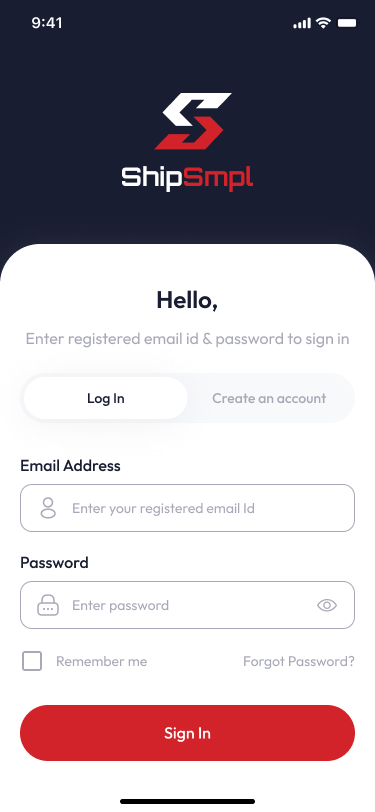 9:41
ShipSmpl
Hello,
Enter registered email id & password to sign in
Log In
Create an account
Email Address
Enter your registered email Id
Password
Enter password
Remember me
Forgot Password?
Sign In